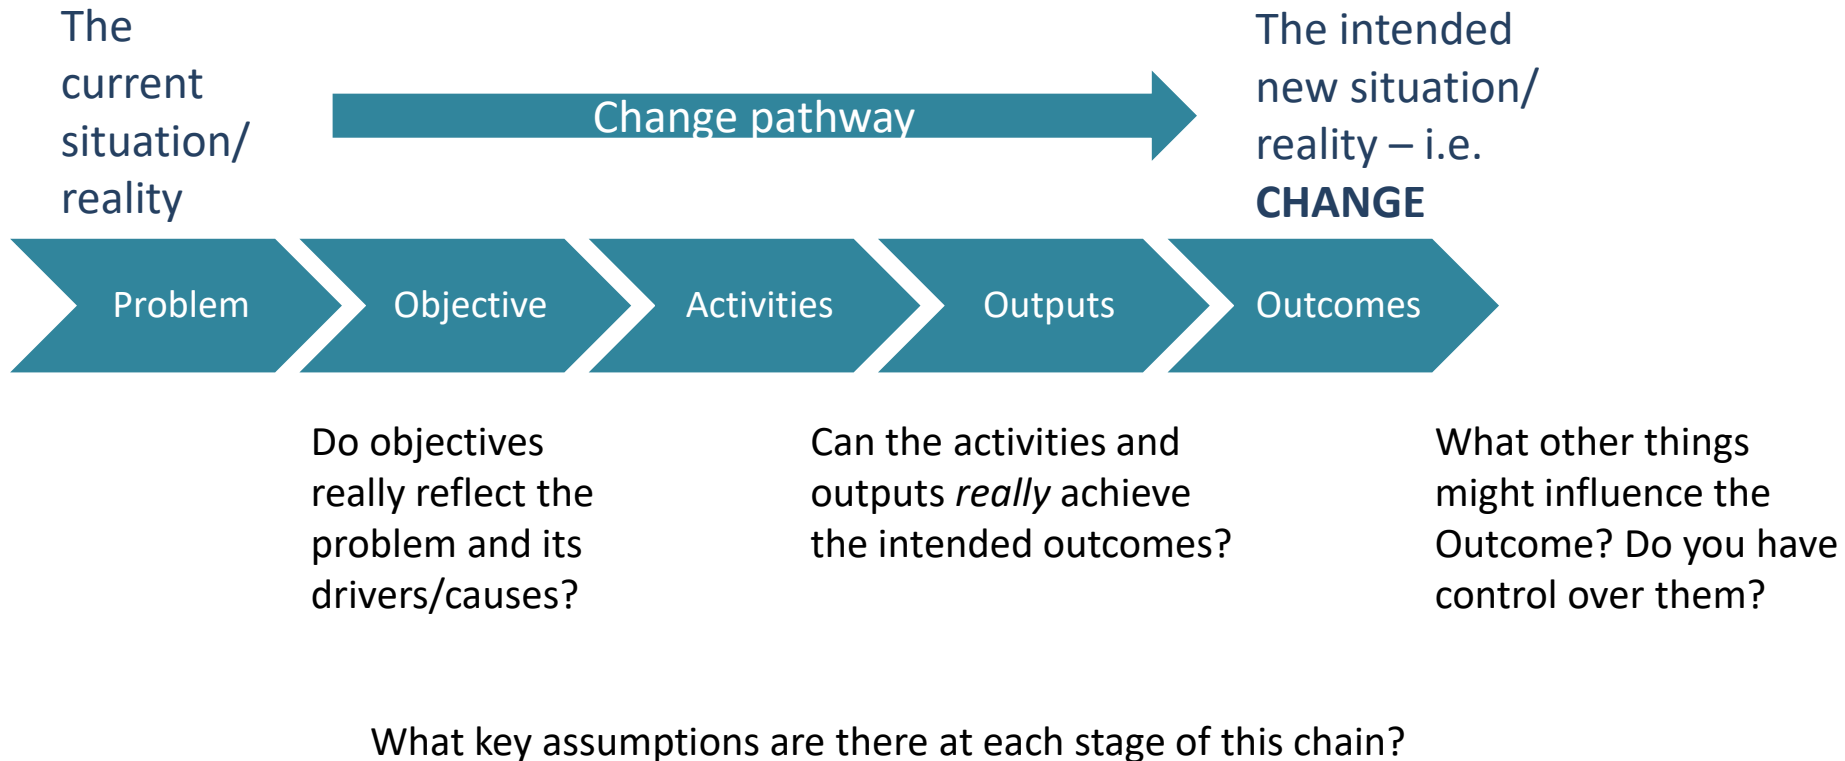 The
current
situation/
reality
Change pathway
The intended
new situation/
reality – i.e.
CHANGE
Problem
Objective
Activities
Outputs
Outcomes
Do objectives
really reflect the
problem and its
drivers/causes?
Can the activities and
outputs really achieve
the intended outcomes?
What other things
might influence the
Outcome? Do you have
control over them?
What key assumptions are there at each stage of this chain?